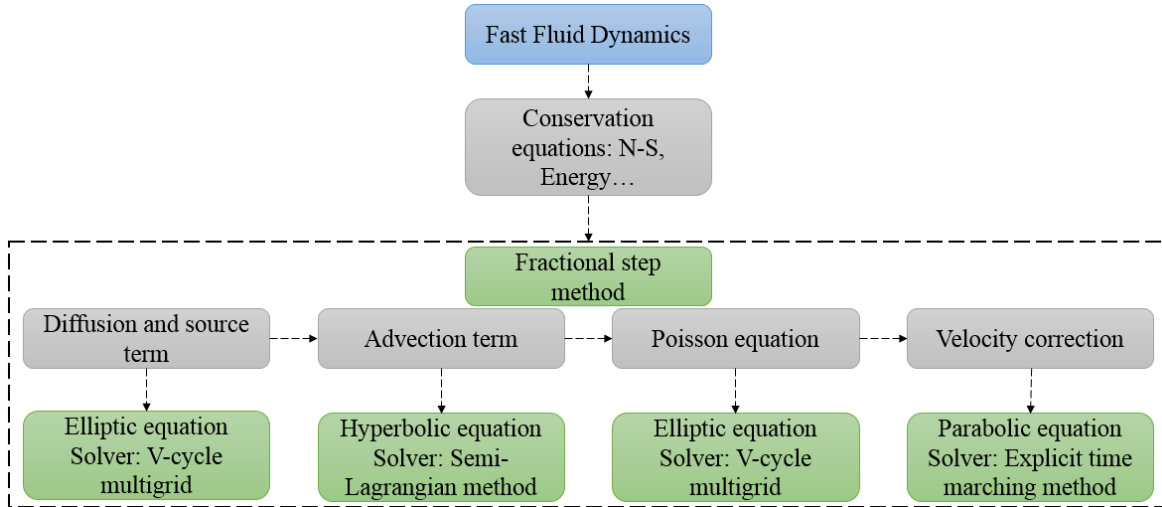 Fast Fluid Dynamics
Conservation
equations: N-S,
Energy…
Fractional step
method
Diffusion and source
term
Advection term
Poisson equation
Velocity correction
Elliptic equation
Solver: V-cycle
multigrid
Hyperbolic equation
Solver: Semi-
Lagrangian method
Elliptic equation
Solver: V-cycle
multigrid
Parabolic equation
Solver: Explicit time
marching method